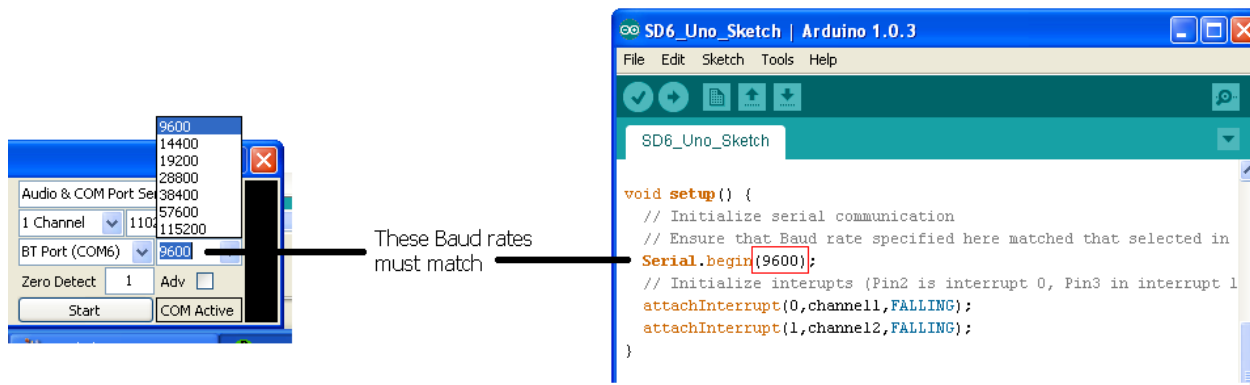 9600
14400
19200
28800
38400
57600
115200
Audio & COM Port Se
1 Channel 1102
BT Port (COM6) 9600
Zero Detect 1 Adv
Start COM Active
These Baud rates
must match
SD6_Uno_Sketch | Arduino 1.0.3
File Edit Sketch Tools Help
SD6_Uno_Sketch
void setup() {
// Initialize serial communication
// Ensure that Baud rate specified here matched that selected in
Serial.begin(9600);
// Initialize interupts (Pin2 is interrupt 0, Pin3 in interrupt 1
attachInterrupt(0,channel1,FALLING);
attachInterrupt(1,channel2,FALLING);
}